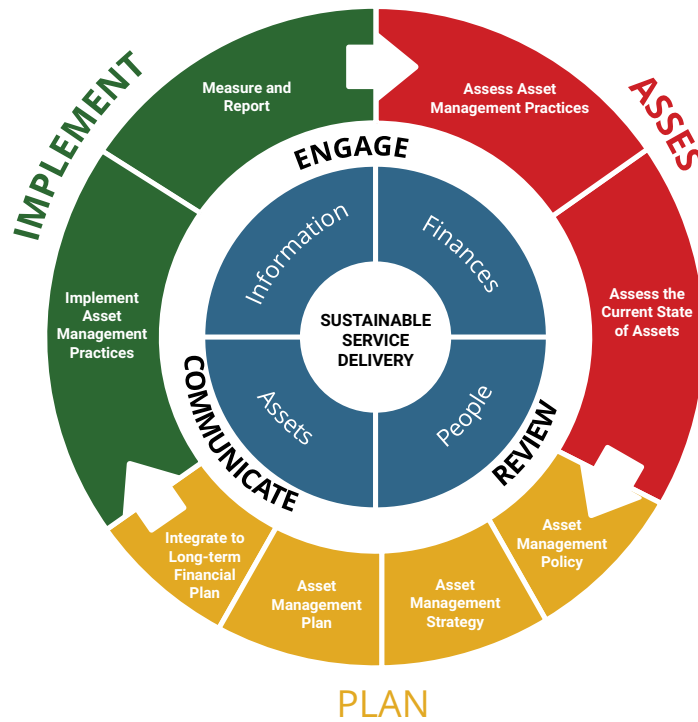 IMPLEMENT
Measure and
Report
Assess Asset
Management Practices
ASSES
ENGAGE
Information
Finances
Implement
Asset
Management
Practices
Assess the
Current State
of Assets
SUSTAINABLE
SERVICE
DELIVERY
Assets
People
COMMUNICATE
REVIEW
Integrate to
Long-term
Financial
Plan
Asset
Management
Plan
Asset
Management
Strategy
Asset
Management
Policy
PLAN